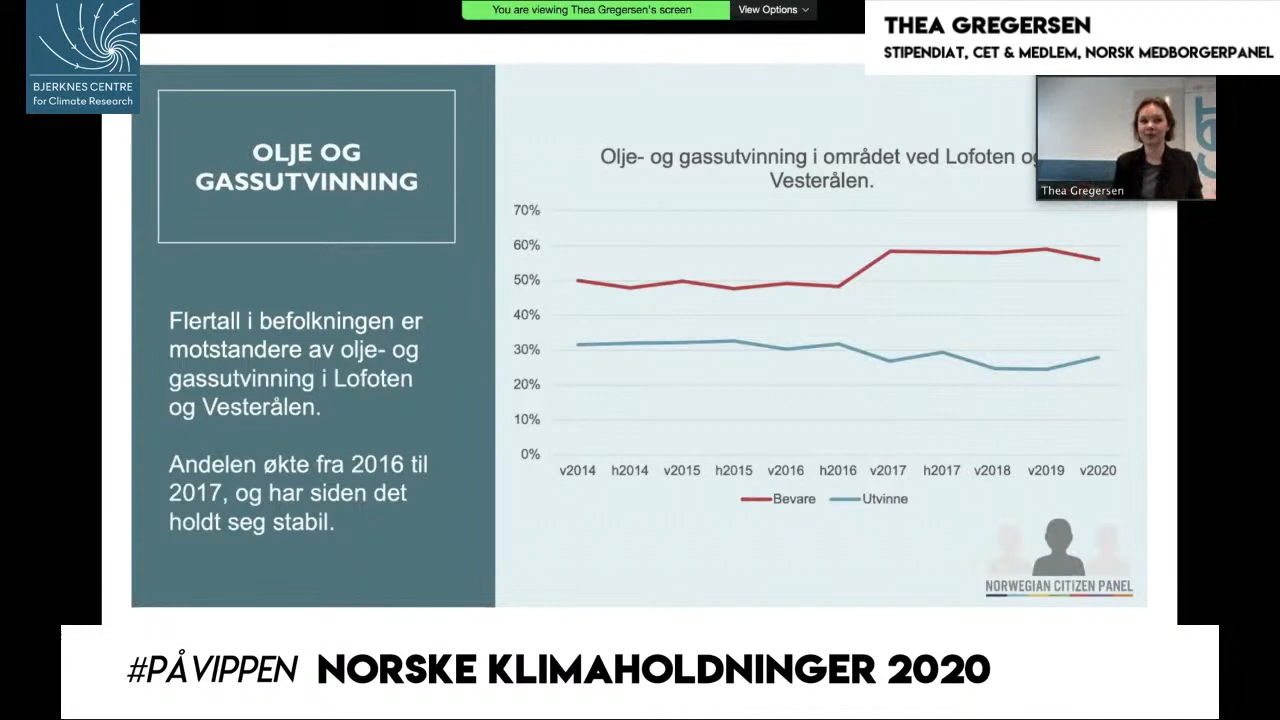 You are viewing Thea Gregersen's screen
View Options
THEA GREGERSEN
STIPENDIAT, CET & MEDLEM, NORSK MEDBORGERPANEL
BJERKNES CENTRE
for Climate Research
Thea Gregersen
cet
OLJE OG
GASSUTVINNING
Flertall i befolkningen er
motstandere av olje- og
gassutvinning i Lofoten
og Vesterålen.
Andelen økte fra 2016 til
2017, og har siden det
holdt seg stabil.
Olje- og gassutvinning i området ved Lofoten og
Vesterålen.
70%
60%
50%
40%
30%
20%
10%
0%
v2014 h2014 v2015 h2015 v2016 h2016 v2017 h2017 v2018 v2019 v2020
Bevare Utvinne
NORWEGIAN CITIZEN PANEL
#PÅVIPPEN NORSKE KLIMAHOLDNINGER 2020